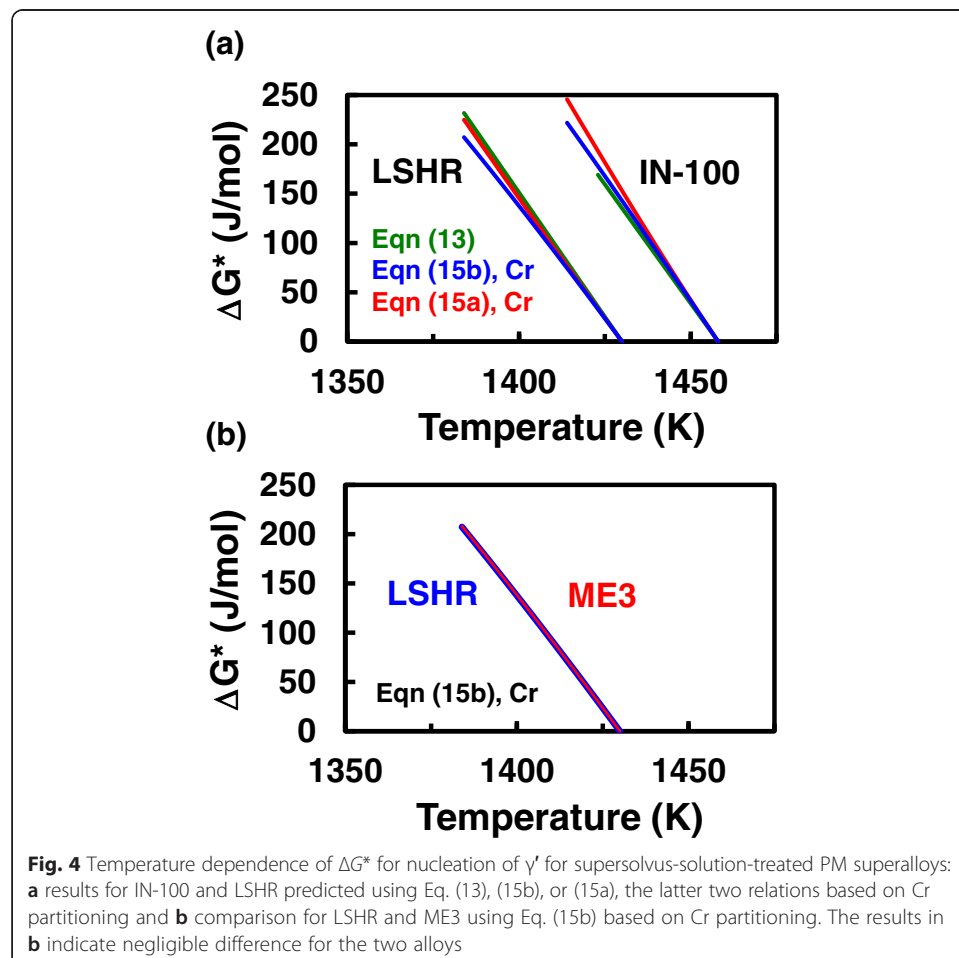 (a)
250
200
150
100
50
0
ΔG* (J/mol)
LSHR
IN-100
Eqn (13)
Eqn (15b), Cr
Eqn (15a), Cr
1350
1400
1450
Temperature (K)
(b)
250
200
150
100
50
0
ΔG* (J/mol)
LSHR
ME3
Eqn (15b), Cr
1350
1400
1450
Temperature (K)
Fig. 4 Temperature dependence of ΔG* for nucleation of γ′ for supersolvus-solution-treated PM superalloys:
a results for IN-100 and LSHR predicted using Eq. (13), (15b), or (15a), the latter two relations based on Cr
partitioning and b comparison for LSHR and ME3 using Eq. (15b) based on Cr partitioning. The results in
b indicate negligible difference for the two alloys